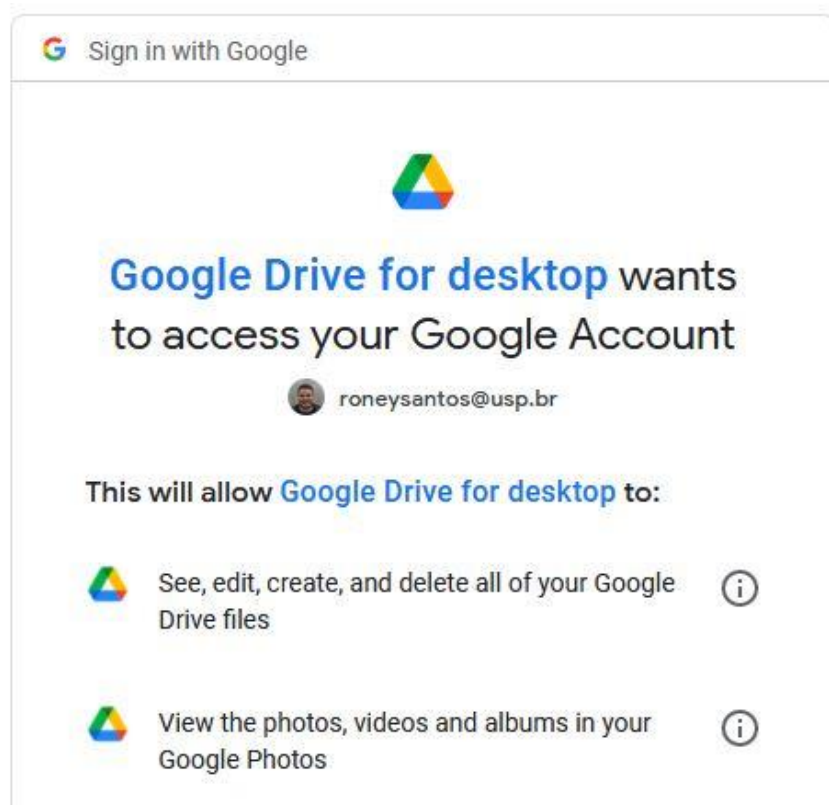 Sign in with Google
Google Drive for desktop wants
to access your Google Account
roneysantos@usp.br
This will allow Google Drive for desktop to:
See, edit, create, and delete all of your Google
Drive files
View the photos, videos and albums in your
Google Photos